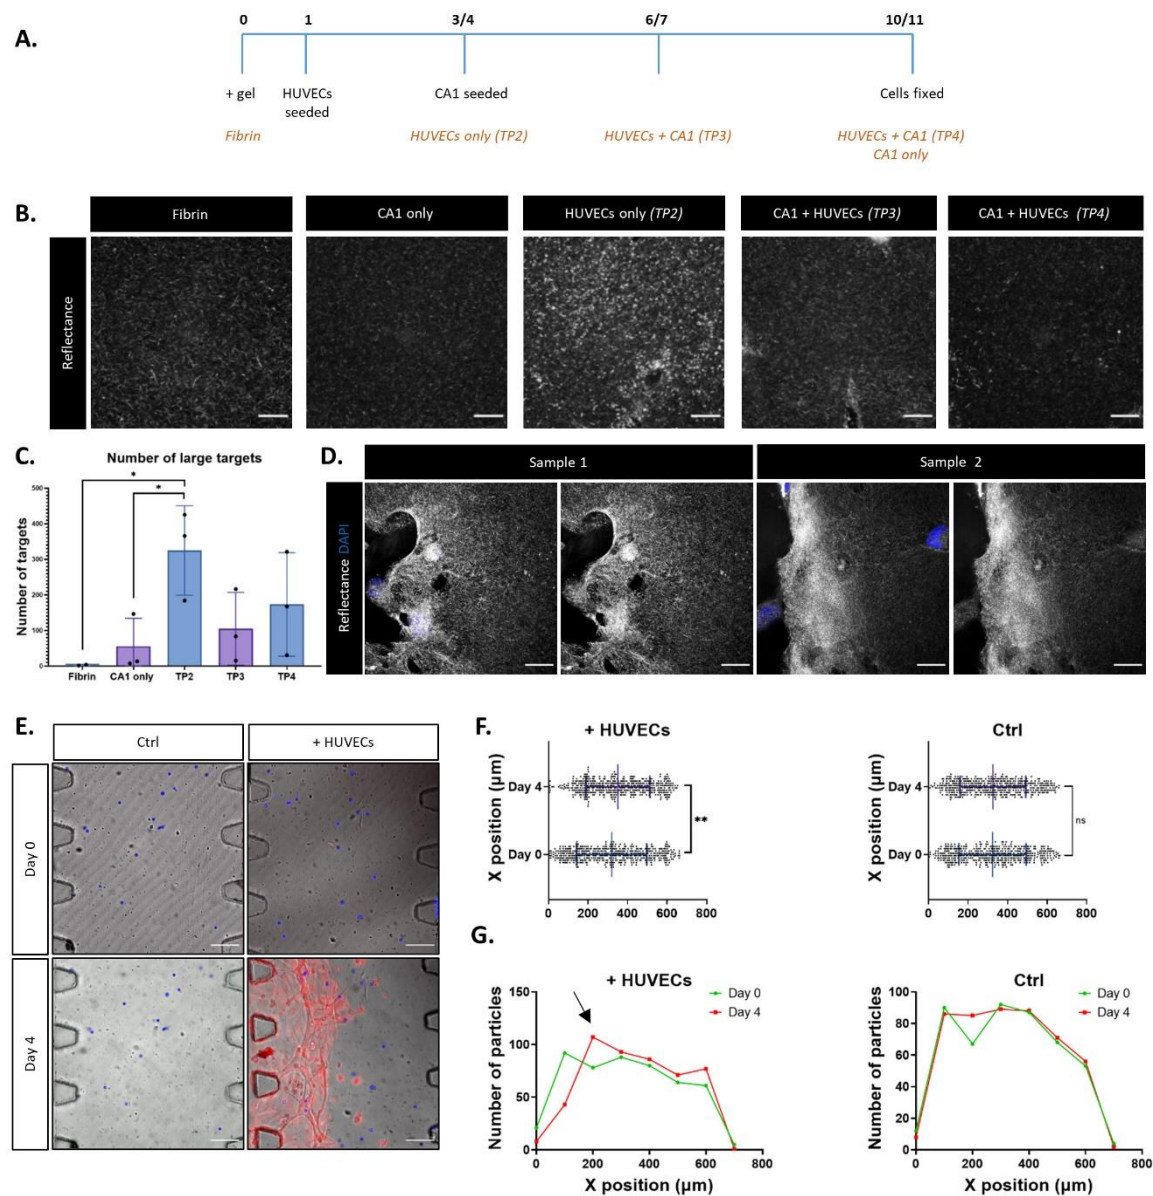 A.
0 1 3/4 6/7 10/11
+ gel HUVECs CA1 seeded Cells fixed
seeded
Fibrin HUVECs only (TP2) HUVECs + CA1 (TP3) HUVECs + CA1 (TP4)
CA1 only
B.
Fibrin CA1 only HUVECs only (TP2) CA1 + HUVECs (TP3) CA1 + HUVECs (TP4)
Reflectance
C.
Number of large targets
Number of targets
500
400
300
200
100
0
* *
Fibrin CA1 only TP2 TP3 TP4
D.
Sample 1 Sample 2
Reflectance DAPI
E.
Ctrl + HUVECs
Day 0
Day 4
F.
+ HUVECs
X position (µm)
Day 4
Day 0
**
0 200 400 600 800
Ctrl
X position (µm)
Day 4
Day 0
ns
0 200 400 600 800
G.
+ HUVECs
Number of particles
150
100
50
0
Day 0
Day 4
0 200 400 600 800
X position (µm)
Ctrl
Number of particles
100
80
60
40
20
0
Day 0
Day 4
0 200 400 600 800
X position (µm)